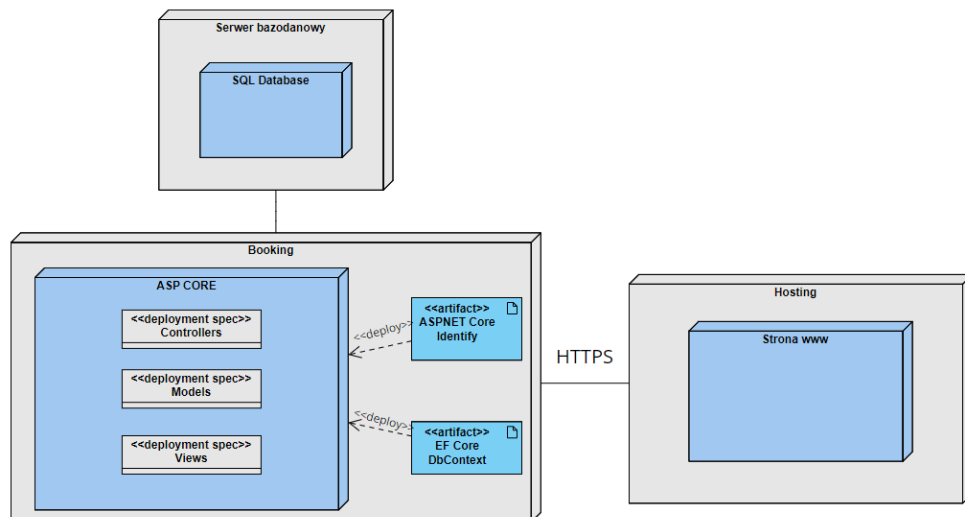 Serwer bazodanowy
SQL Database
Booking
ASP CORE
<<deployment spec>>
Controllers
<<deployment spec>>
Models
<<deployment spec>>
Views
<<deploy>>
<<artifact>>
ASPNET Core
Identify
<<deploy>>
<<artifact>>
EF Core
DbContext
HTTPS
Hosting
Strona www